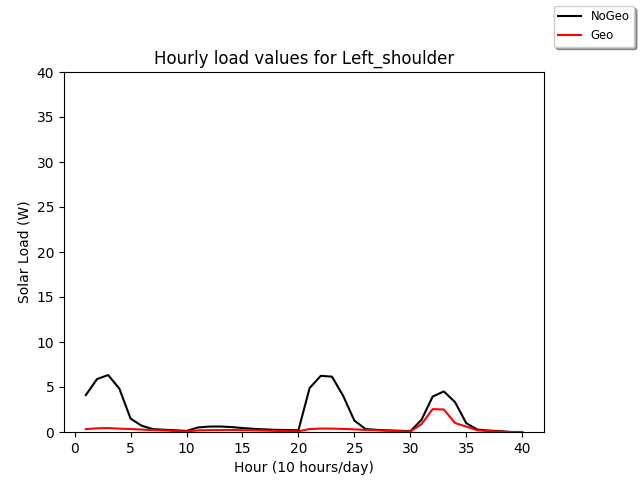 NoGeo
Geo
Hourly load values for Left_shoulder
40
35
30
25
20
15
10
5
0
Solar Load (W)
0 5 10 15 20 25 30 35 40
Hour (10 hours/day)